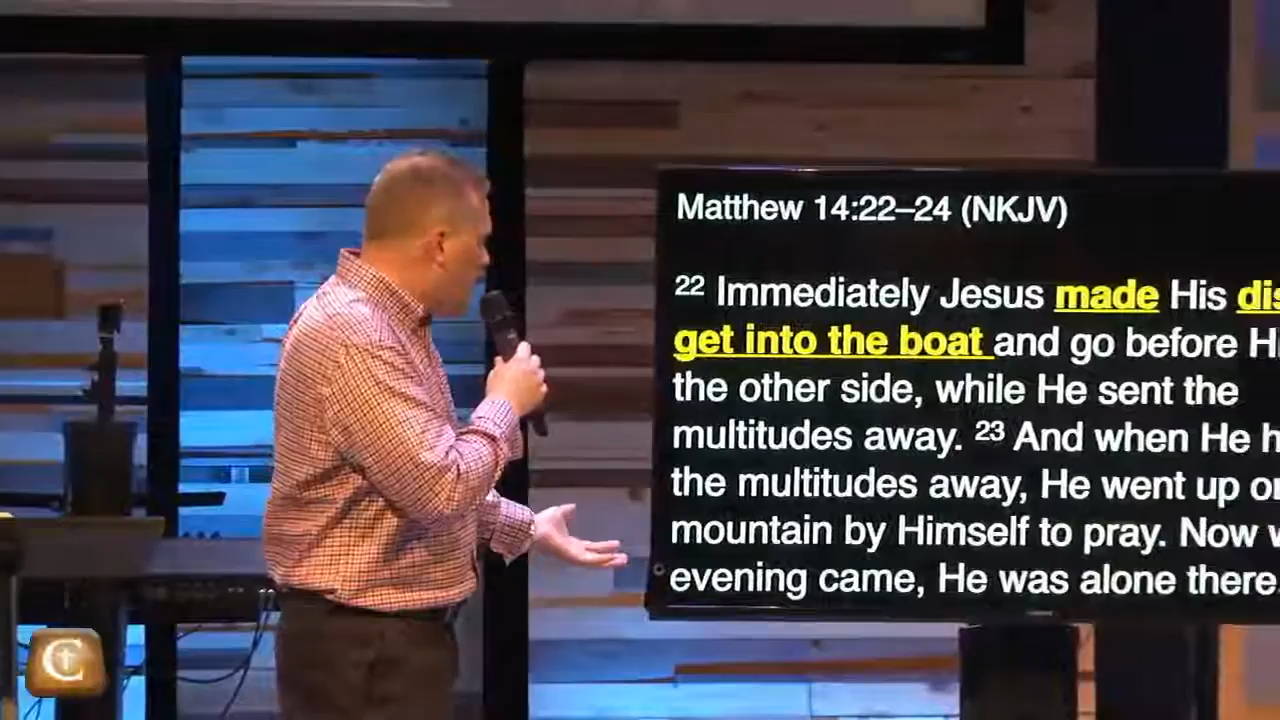 Matthew 14:22–24 (NKJV)
22 Immediately Jesus made His
get into the boat and go before
the other side, while He sent the
multitudes away. 23 And when He
the multitudes away, He went up
mountain by Himself to pray. Now
evening came, He was alone there
C